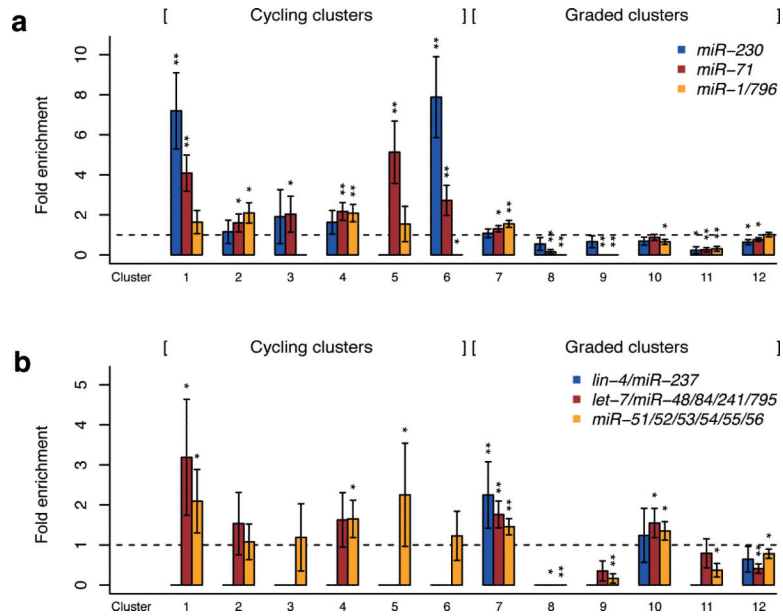 a
[ Cycling clusters ] [ Graded clusters ]
miR−230
miR−71
miR−1/796
Fold enrichment
10
8
6
4
2
0
** ** * * * ** ** ** ** ** * * ** ** ** ** ** * * ** ** * *
Cluster 1 2 3 4 5 6 7 8 9 10 11 12
b
[ Cycling clusters ] [ Graded clusters ]
lin−4/miR−237
let−7/miR−48/84/241/795
miR−51/52/53/54/55/56
Fold enrichment
5
4
3
2
1
0
* * * * ** ** ** * ** ** * * * ** *
Cluster 1 2 3 4 5 6 7 8 9 10 11 12